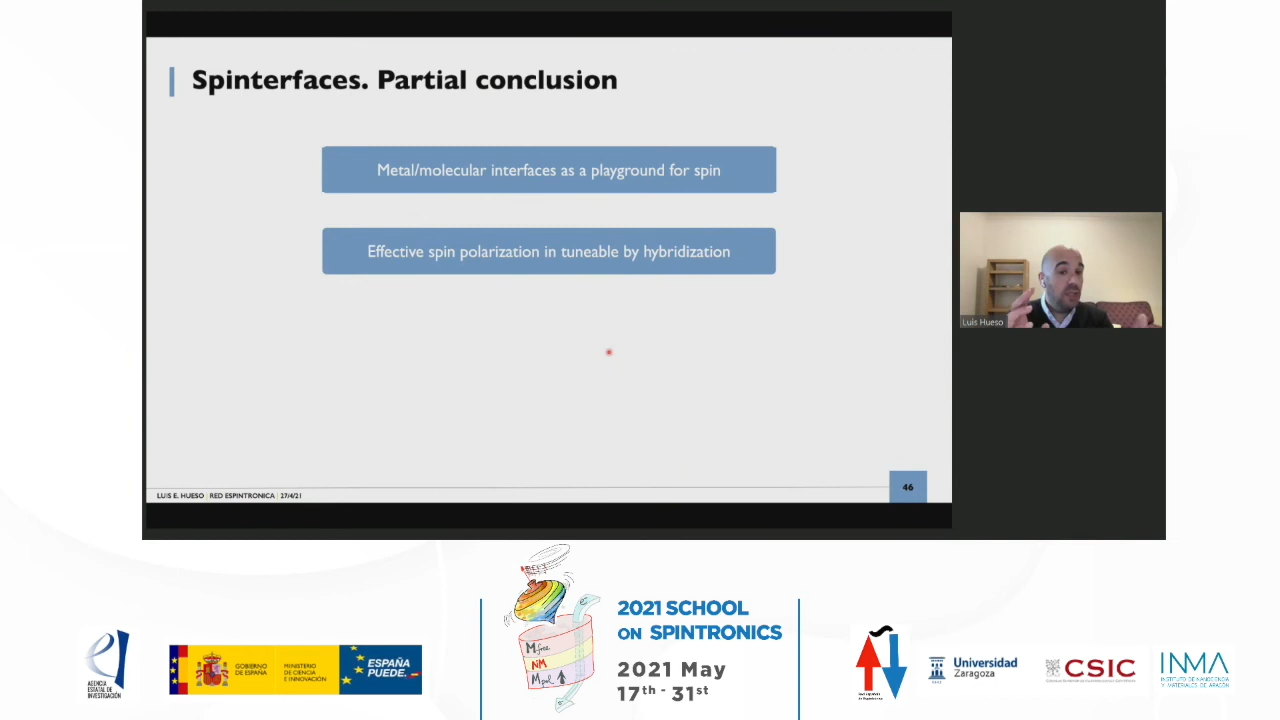 Spinterfaces. Partial conclusion
Metal/molecular interfaces as a playground for spin
Effective spin polarization in tuneable by hybridization
Luis Hueso
LUIS E. HUESO | RED ESPINTRONICA | 27/4/21
46
AGENCIA
ESTATAL DE
INVESTIGACIÓN
GOBIERNO
DE ESPAÑA
MINISTERIO
DE CIENCIA
E INNOVACIÓN
ESPAÑA
PUEDE.
M free
NM
M pol
2021 SCHOOL
ON SPINTRONICS
2021 May
17th - 31st
Universidad
Zaragoza
CSIC
INMA
INSTITUTO DE NANOCIENCIA
Y MATERIALES DE ARAGÓN